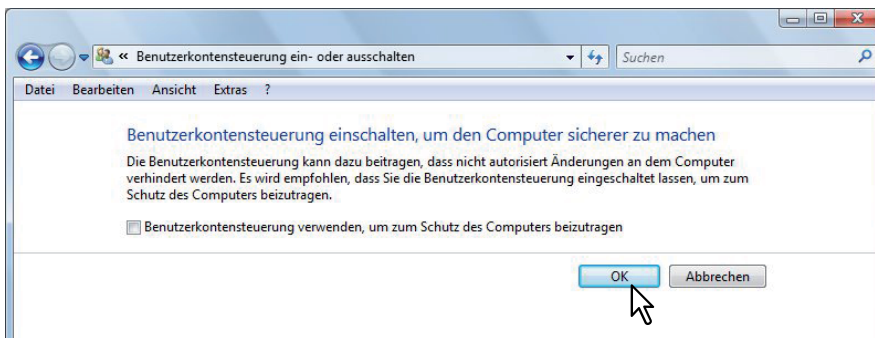 « Benutzerkontensteuerung ein- oder ausschalten
Suchen
Datei Bearbeiten Ansicht Extras ?
Benutzerkontensteuerung einschalten, um den Computer sicherer zu machen
Die Benutzerkontensteuerung kann dazu beitragen, dass nicht autorisiert Änderungen an dem Computer
verhindert werden. Es wird empfohlen, dass Sie die Benutzerkontensteuerung eingeschaltet lassen, um zum
Schutz des Computers beizutragen.
Benutzerkontensteuerung verwenden, um zum Schutz des Computers beizutragen
OK Abbrechen